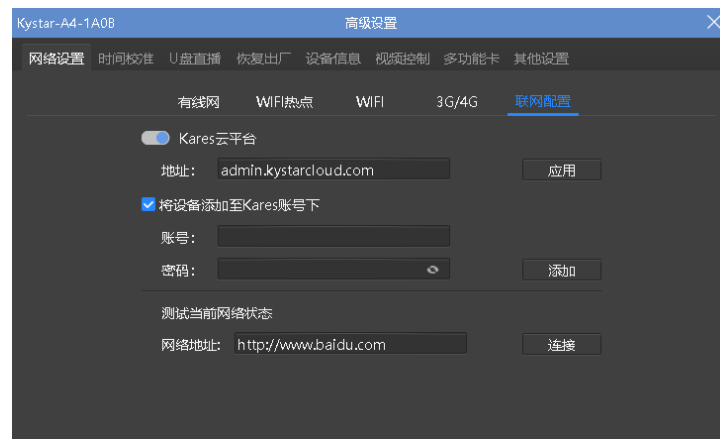 Kystar-A4-1A0B 高级设置
网络设置 时间校准 U盘直播 恢复出厂 设备信息 视频控制 多功能卡 其他设置
有线网 WIFI热点 WIFI 3G/4G 联网配置
Kares云平台
地址: admin.kystarcloud.com 应用
将设备添加至Kares账号下
账号:
密码: 添加
测试当前网络状态
网络地址: http://www.baidu.com 连接